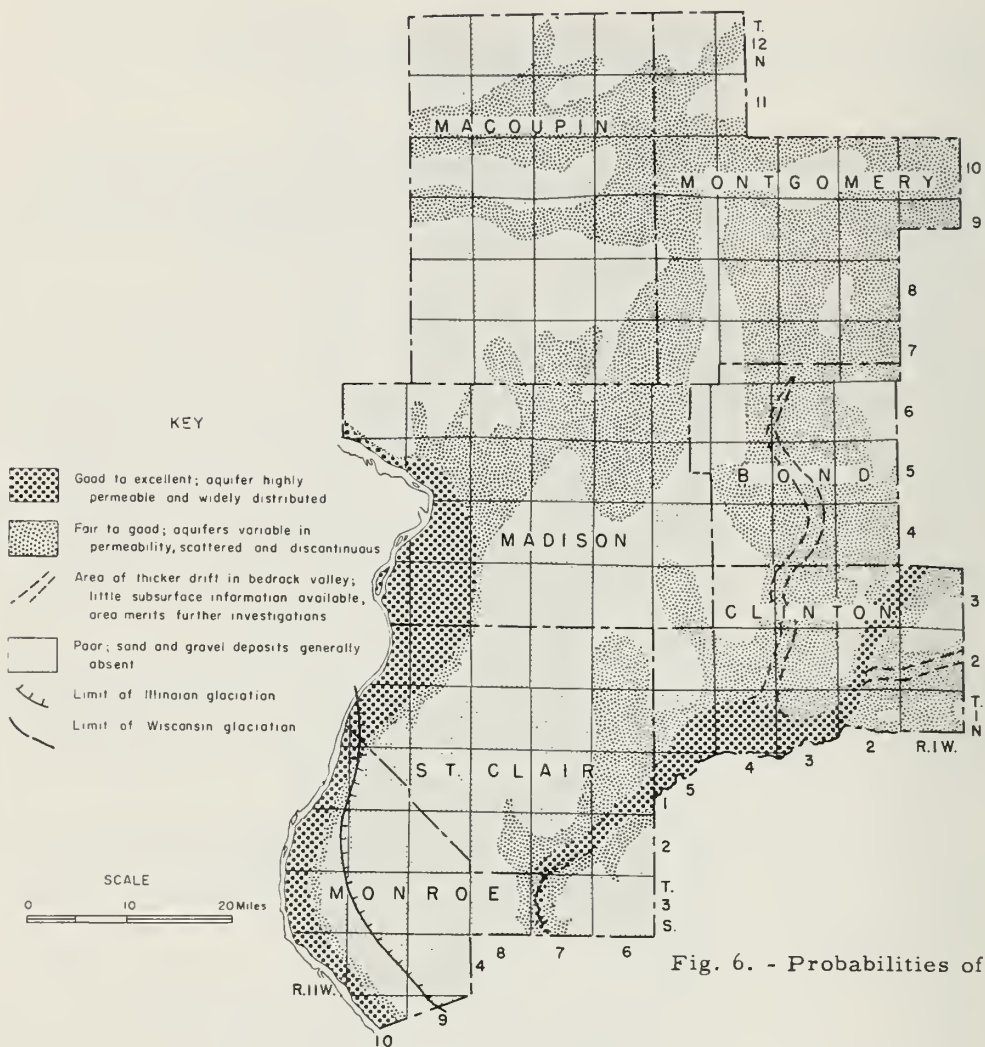 T.
12
N
11
MACOUPIN
10
MONTGOMERY
9
8
7
KEY
6
Good to excellent; aquifer highly
permeable and widely distributed
BOND
5
Fair to good; aquifers variable in
permeability, scattered and discontinuous
MADISON
4
Area of thicker drift in bedrock valley;
little subsurface information available,
area merits further investigations
CLINTON
3
Poor; sand and gravel deposits generally
absent
2
Limit of Illinoian glaciation
T.
I
N
Limit of Wisconsin glaciation
2
R.I W.
3
4
ST. CLAIR
5
1
2
SCALE
0 10 20 Miles
MONROE
T.
3
S.
8
7
6
4
Fig. 6. - Probabilities of
R.II W.
9
10